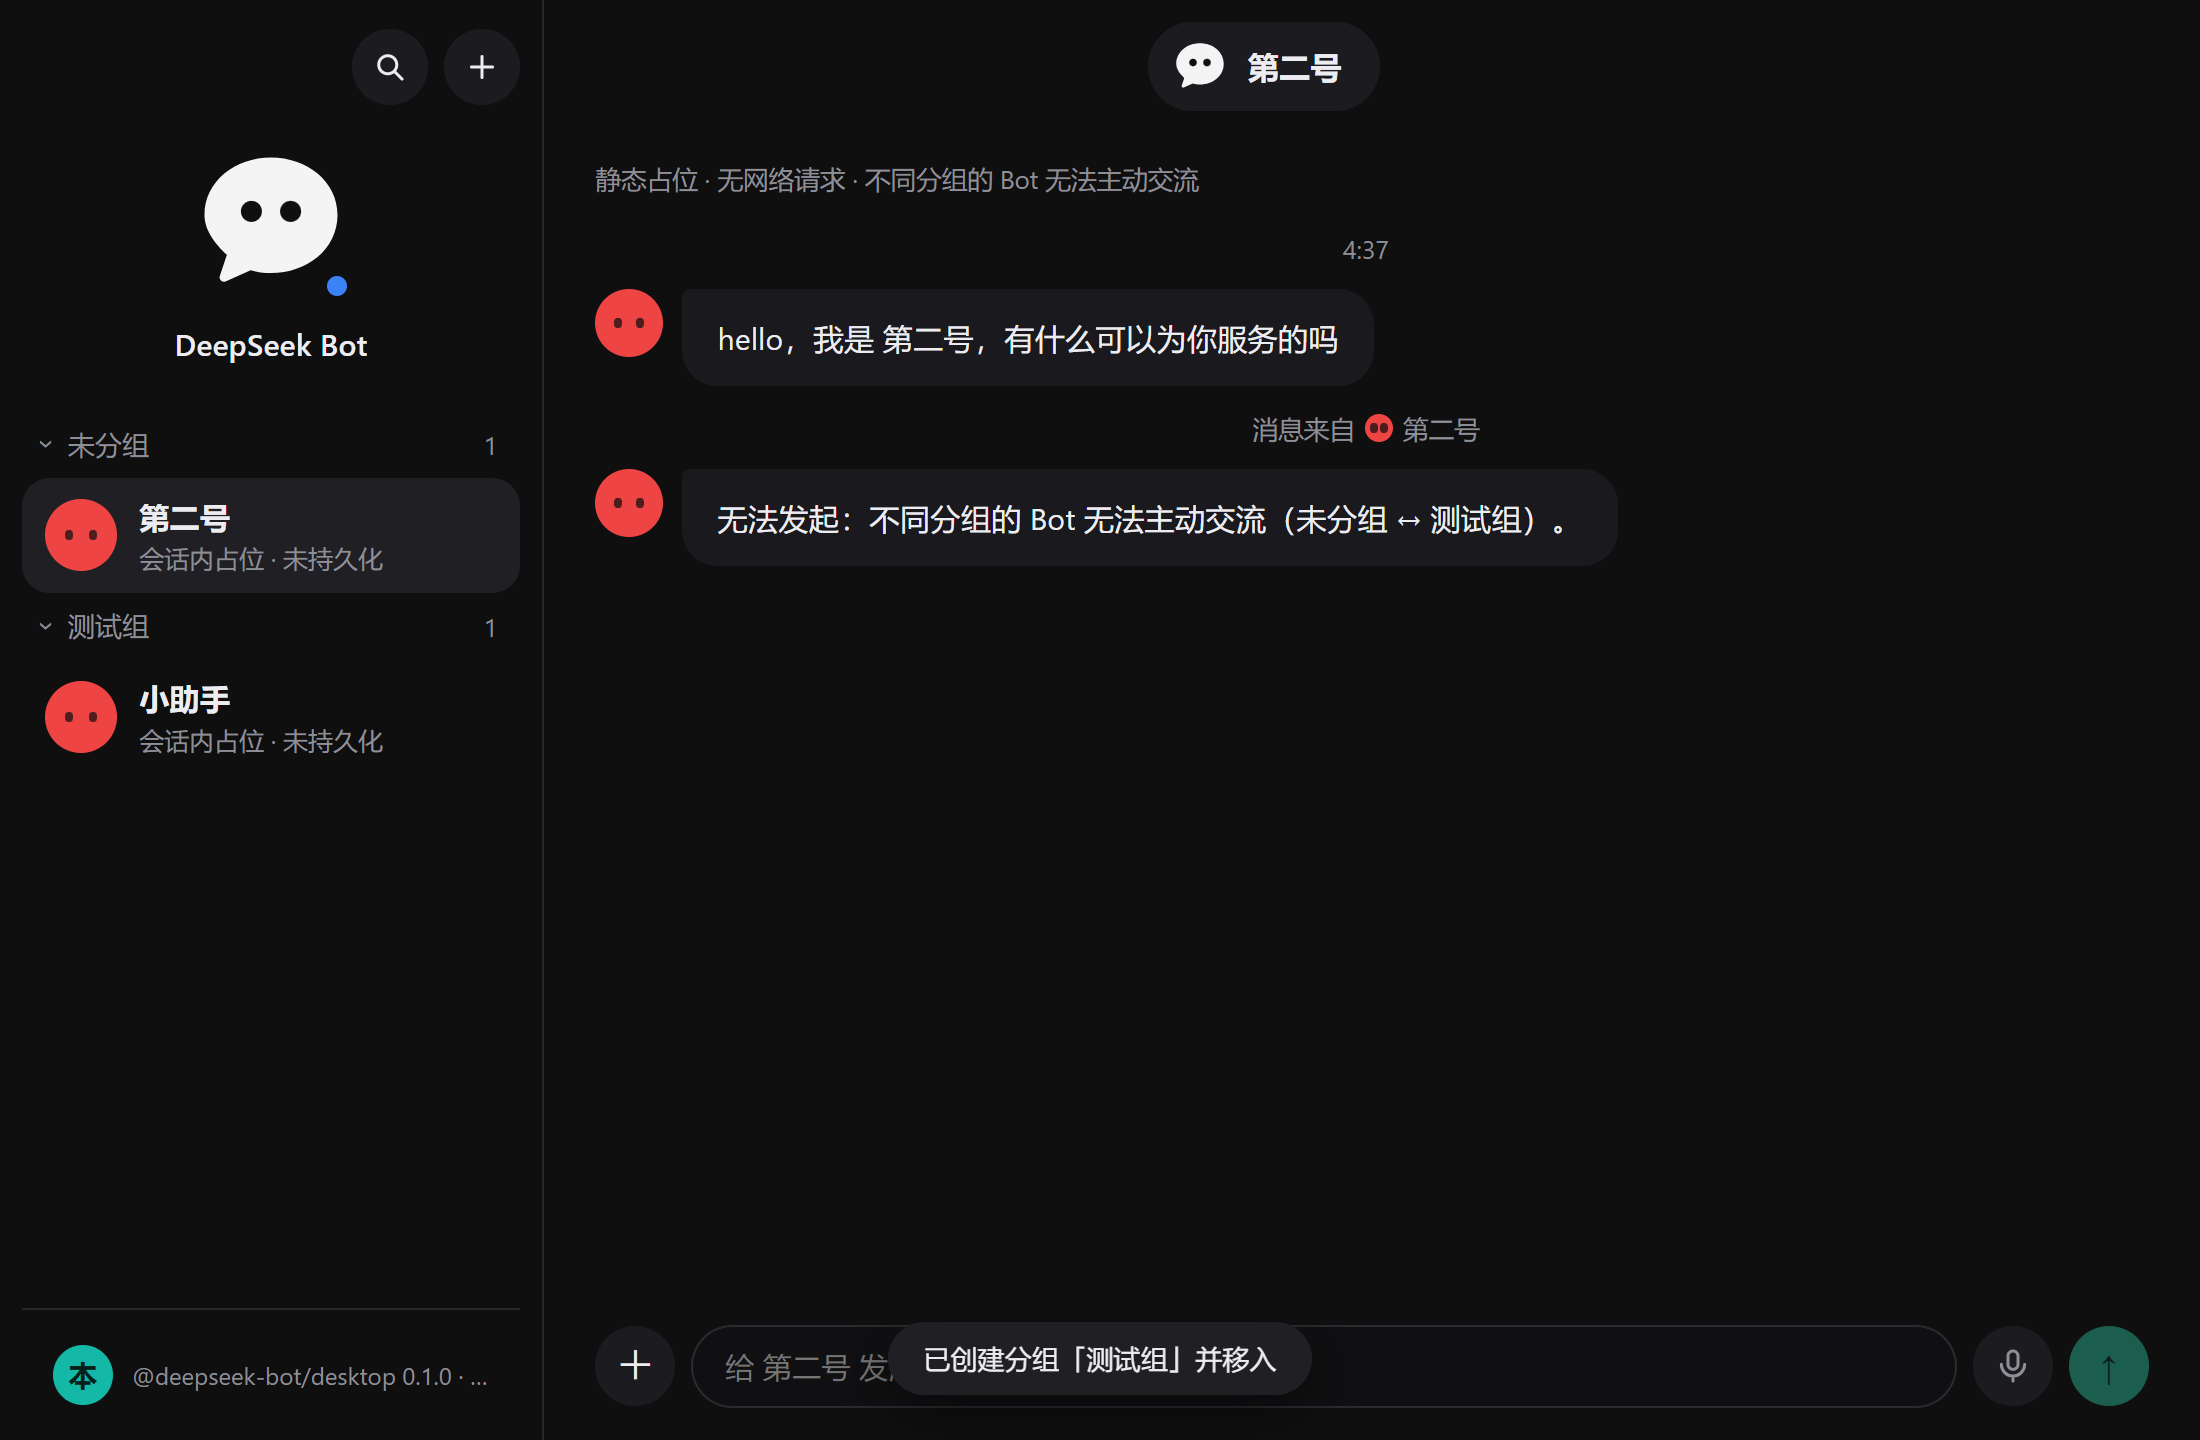 DeepSeek Bot
未分组 1
第二号
会话内占位 · 未持久化
测试组 1
小助手
会话内占位 · 未持久化
本 @deepseek-bot/desktop 0.1.0 · ...
第二号
静态占位 · 无网络请求 · 不同分组的 Bot 无法主动交流
4:37
hello，我是 第二号，有什么可以为你服务的吗
消息来自 第二号
无法发起：不同分组的 Bot 无法主动交流（未分组 ↔ 测试组）。
给 第二号 发
已创建分组「测试组」并移入